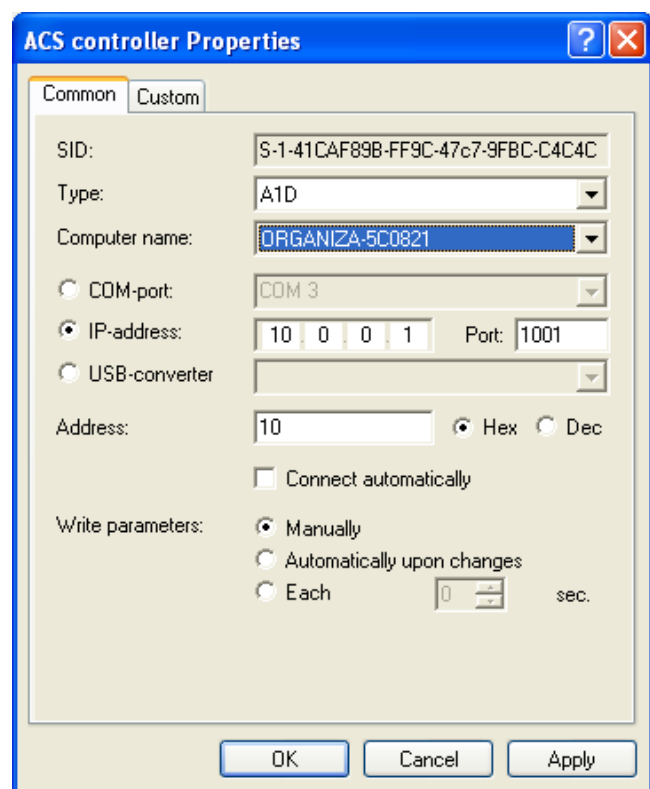 ACS controller Properties
Common Custom
SID: S-1-41CAF89B-FF9C-47c7-9FBC-C4C4C
Type: A1D
Computer name: ORGANIZA-5C0821
COM-port: COM 3
IP-address: 10 . 0 . 0 . 1 Port: 1001
USB-converter
Address: 10 Hex Dec
Connect automatically
Write parameters: Manually
Automatically upon changes
Each 0 sec.
OK Cancel Apply